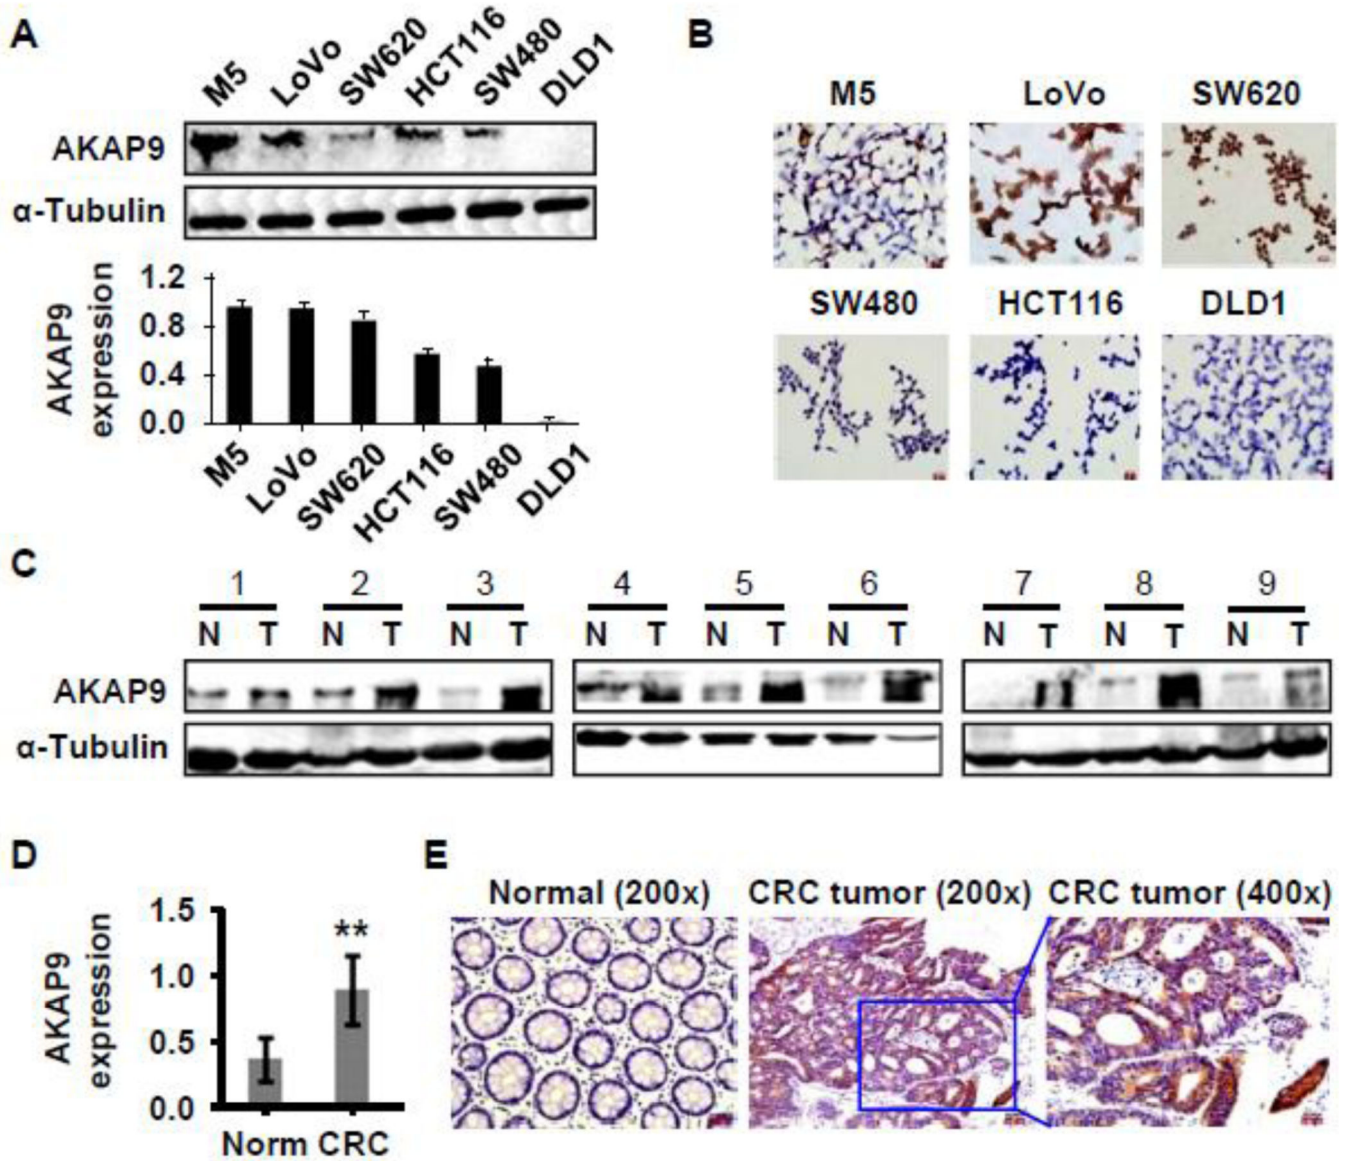 A
M5 LoVo SW620 HCT116 SW480 DLD1
AKAP9
α-Tubulin
AKAP9
expression
1.2
0.8
0.4
0.0
M5 LoVo SW620 HCT116 SW480 DLD1
B
M5 LoVo SW620
SW480 HCT116 DLD1
C
1 2 3 4 5 6 7 8 9
N T N T N T N T N T N T N T N T N T
AKAP9
α-Tubulin
D
AKAP9
expression
1.5
1.0
0.5
0.0
**
Norm CRC
E
Normal (200x) CRC tumor (200x) CRC tumor (400x)